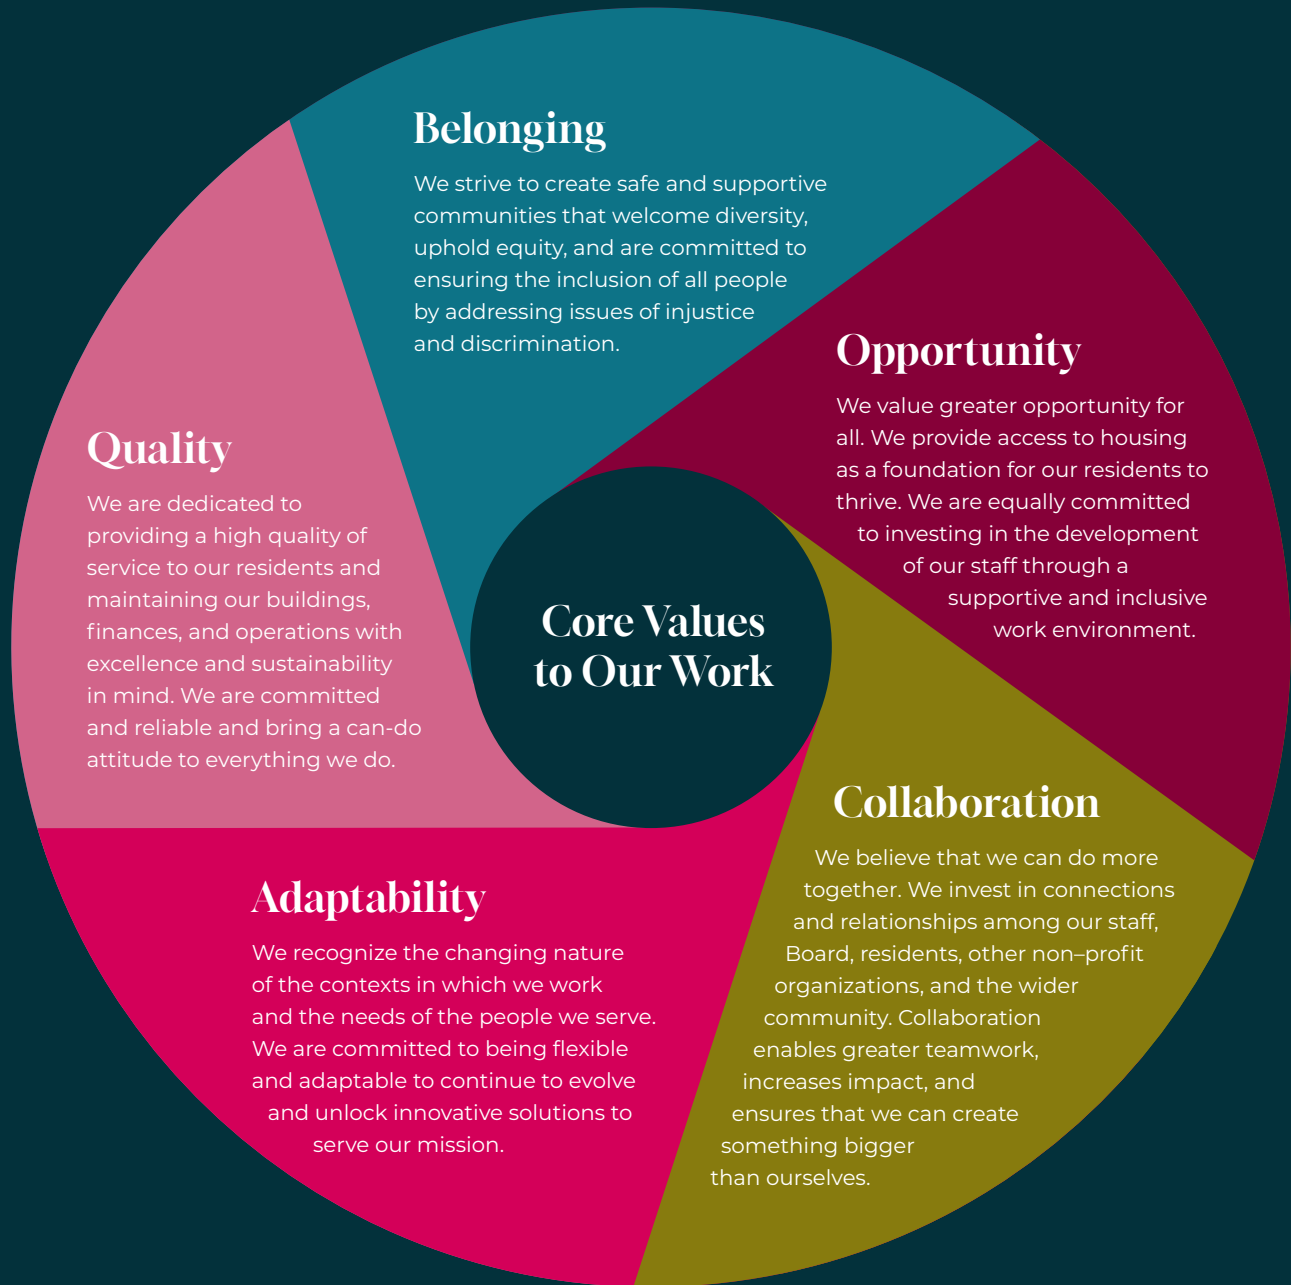 Belonging
We strive to create safe and supportive
communities that welcome diversity,
uphold equity, and are committed to
ensuring the inclusion of all people
by addressing issues of injustice
and discrimination.
Opportunity
We value greater opportunity for
all. We provide access to housing
as a foundation for our residents to
thrive. We are equally committed
to investing in the development
of our staff through a
supportive and inclusive
work environment.
Quality
We are dedicated to
providing a high quality of
service to our residents and
maintaining our buildings,
finances, and operations with
excellence and sustainability
in mind. We are committed
and reliable and bring a can-do
attitude to everything we do.
Core Values
to Our Work
Collaboration
We believe that we can do more
together. We invest in connections
and relationships among our staff,
Board, residents, other non–profit
organizations, and the wider
community. Collaboration
enables greater teamwork,
increases impact, and
ensures that we can create
something bigger
than ourselves.
Adaptability
We recognize the changing nature
of the contexts in which we work
and the needs of the people we serve.
We are committed to being flexible
and adaptable to continue to evolve
and unlock innovative solutions to
serve our mission.